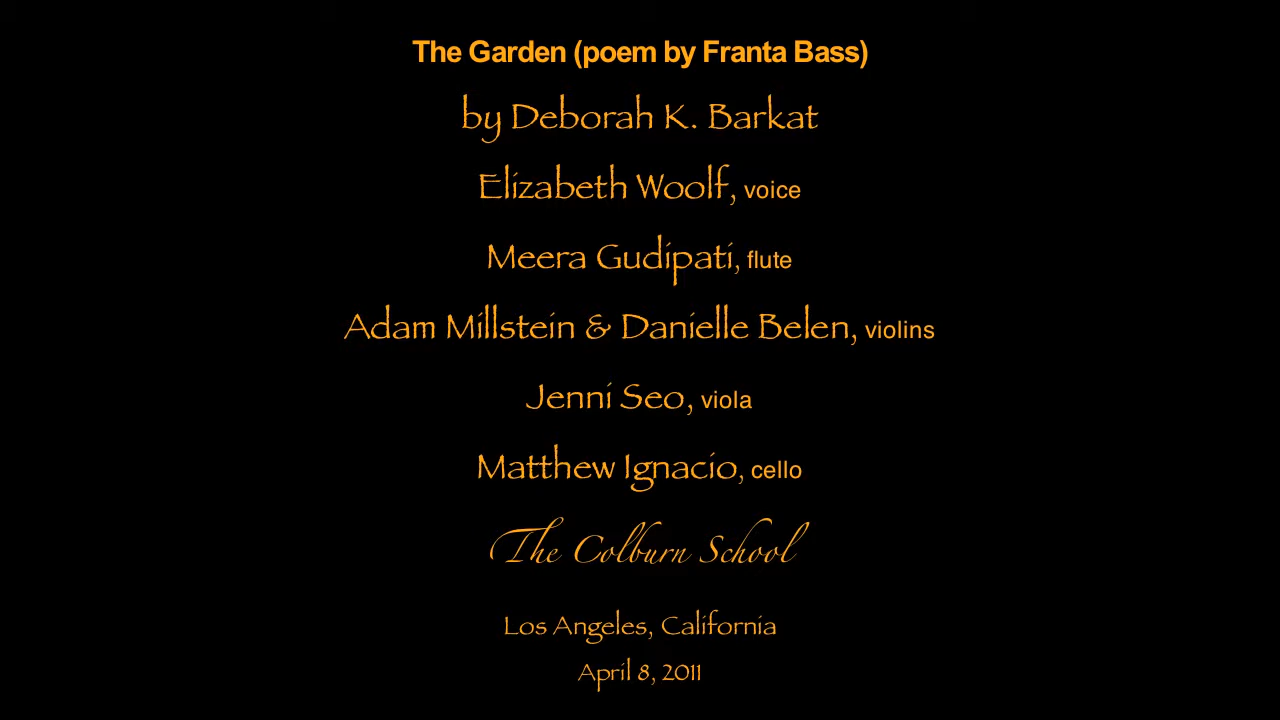 The Garden (poem by Franta Bass)
by Deborah K. Barkat
Elizabeth Woolf, voice
Meera Gudipati, flute
Adam Millstein & Danielle Belen, violins
Jenni Seo, viola
Matthew Ignacio, cello
The Colburn School
Los Angeles, California
April 8, 2011